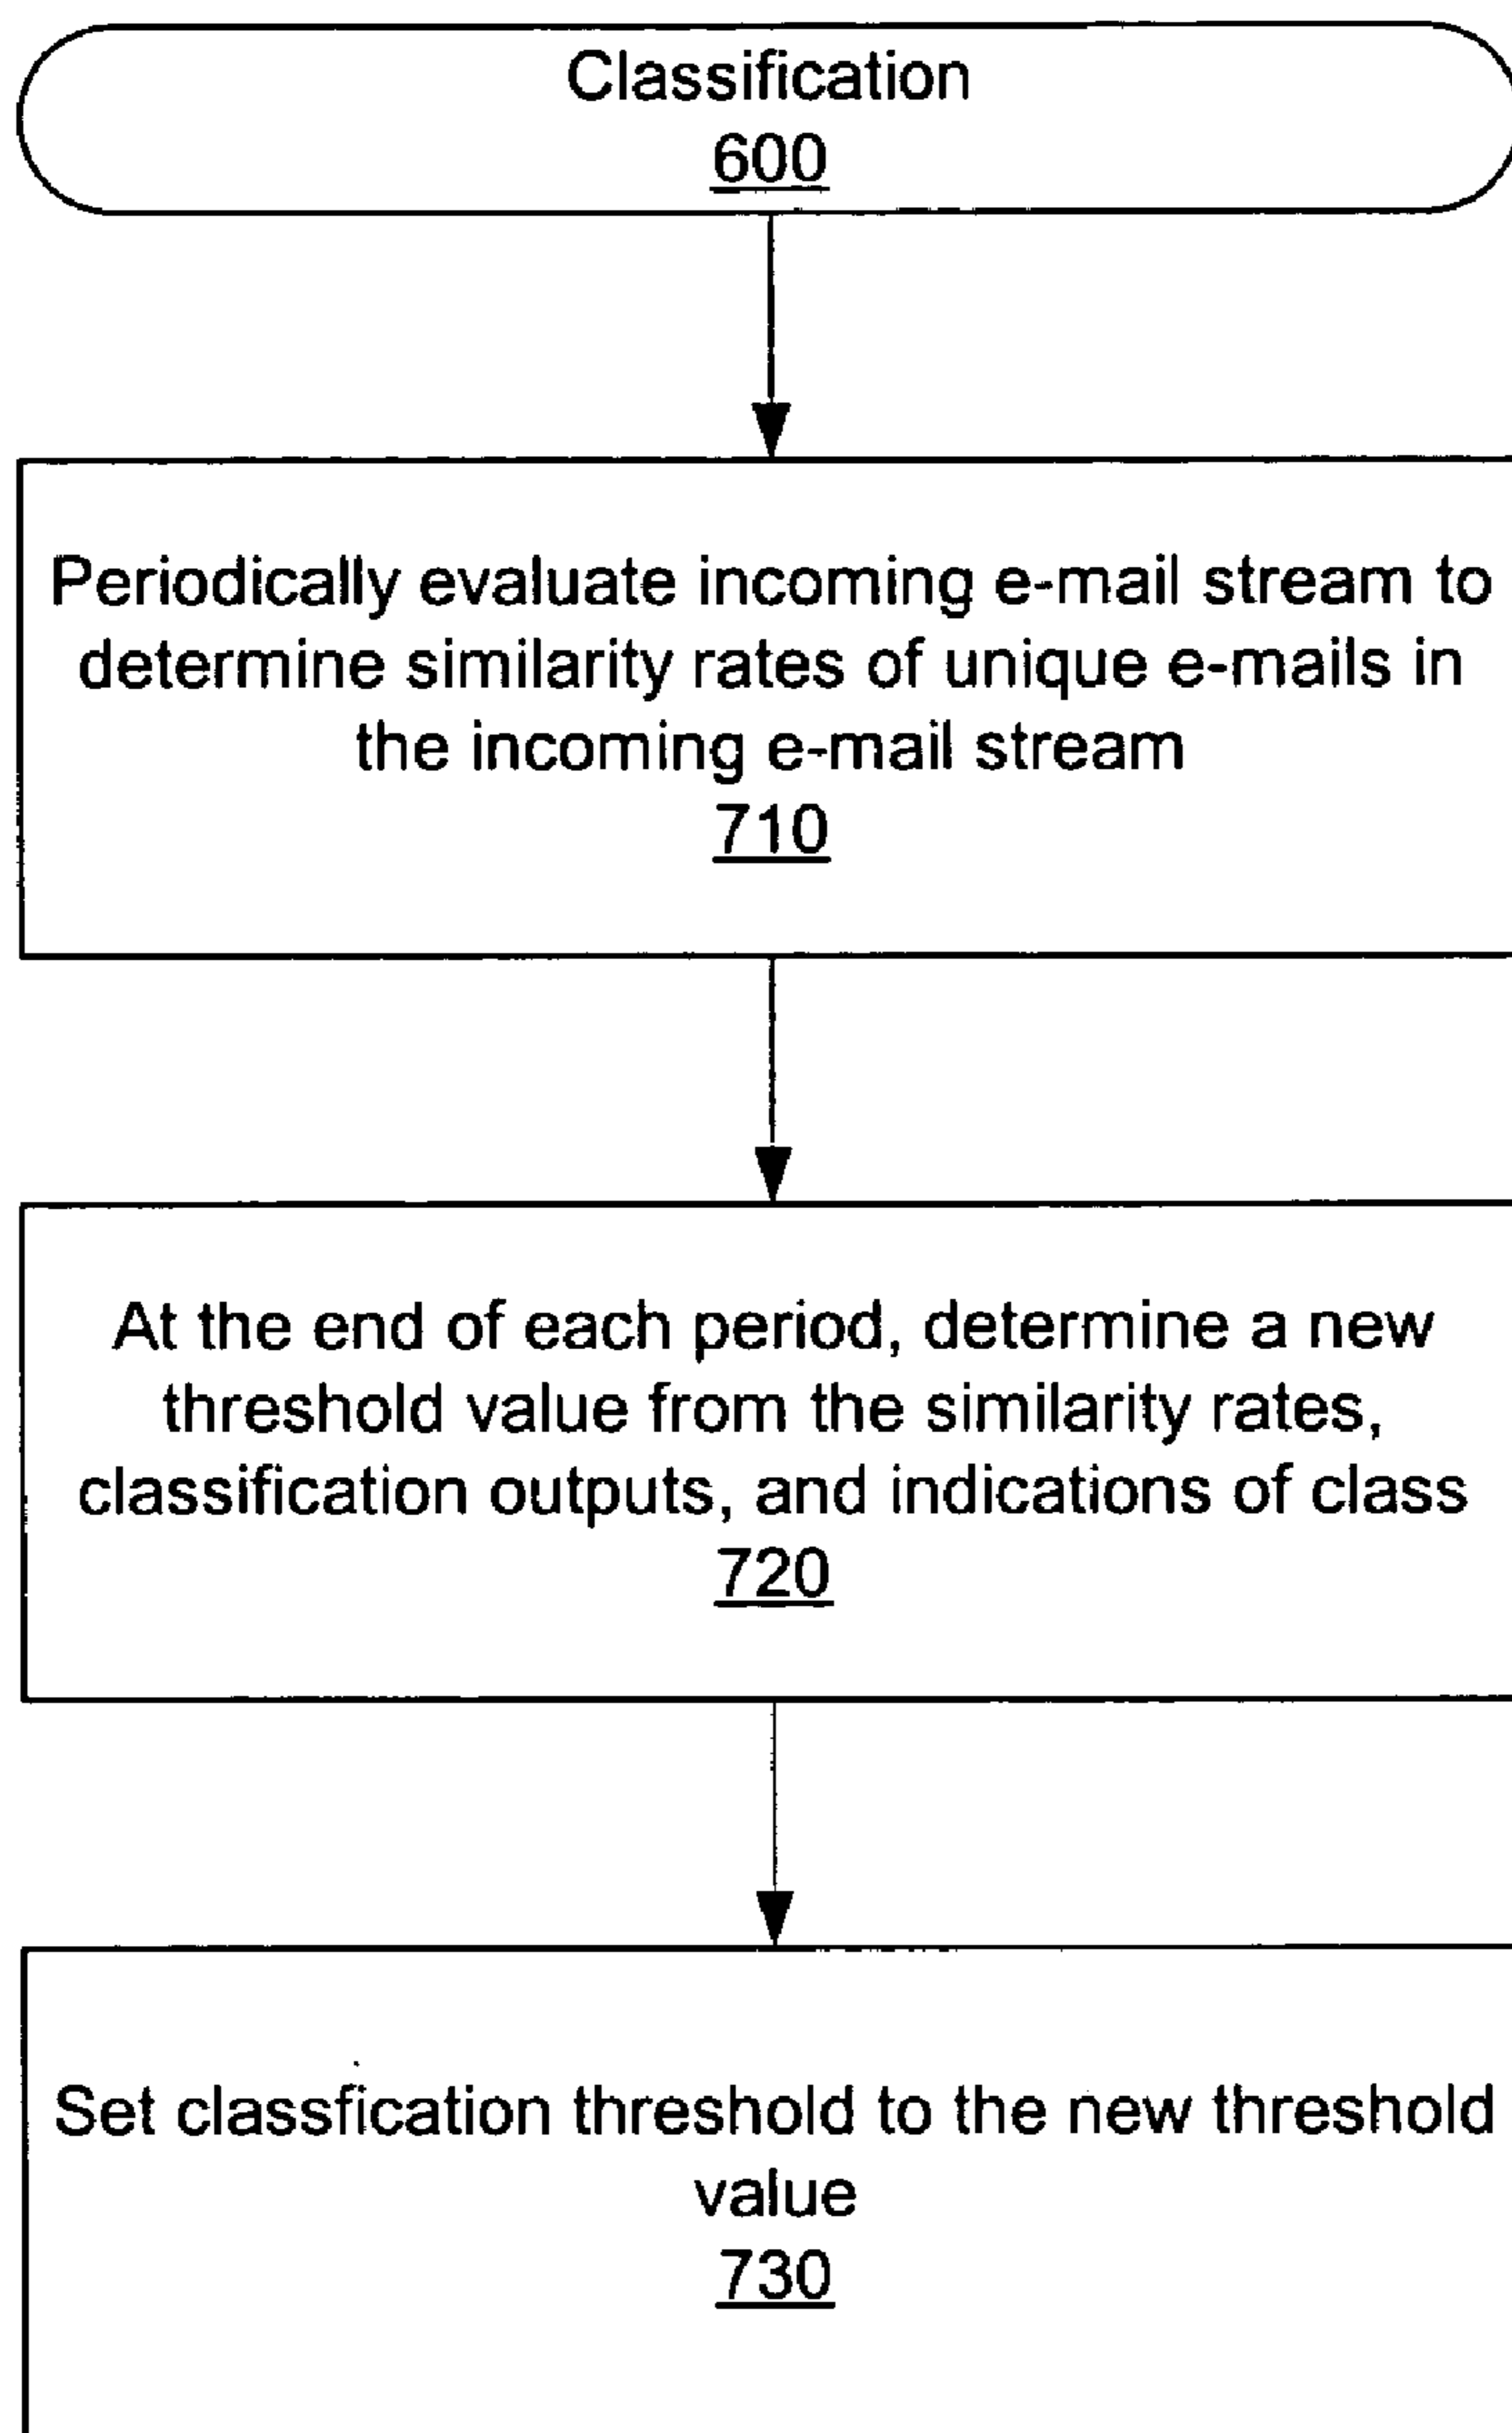 Classification
600
Periodically evaluate incoming e-mail stream to
determine similarity rates of unique e-mails in
the incoming e-mail stream
710
At the end of each period, determine a new
threshold value from the similarity rates,
classification outputs, and indications of class
720
Set classfication threshold to the new threshold
value
730